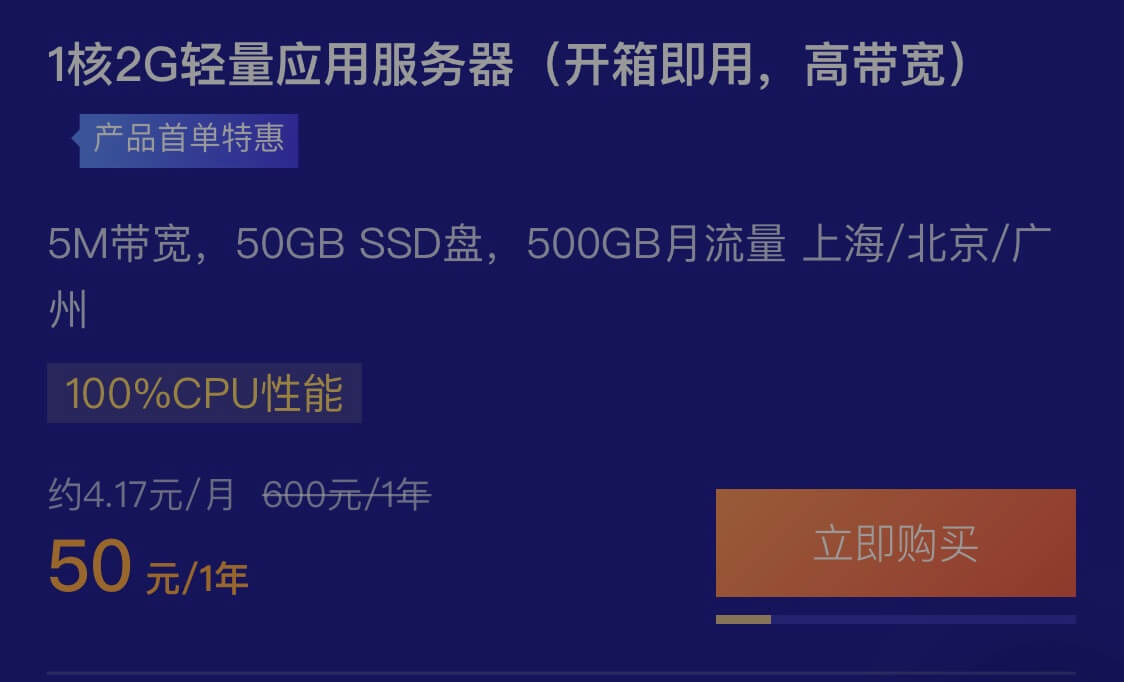 1核2G轻量应用服务器（开箱即用，高带宽）
产品首单特惠
5M带宽，50GB SSD盘，500GB月流量 上海/北京/广
州
100%CPU性能
约4.17元/月 600元/1年
50 元/1年
立即购买